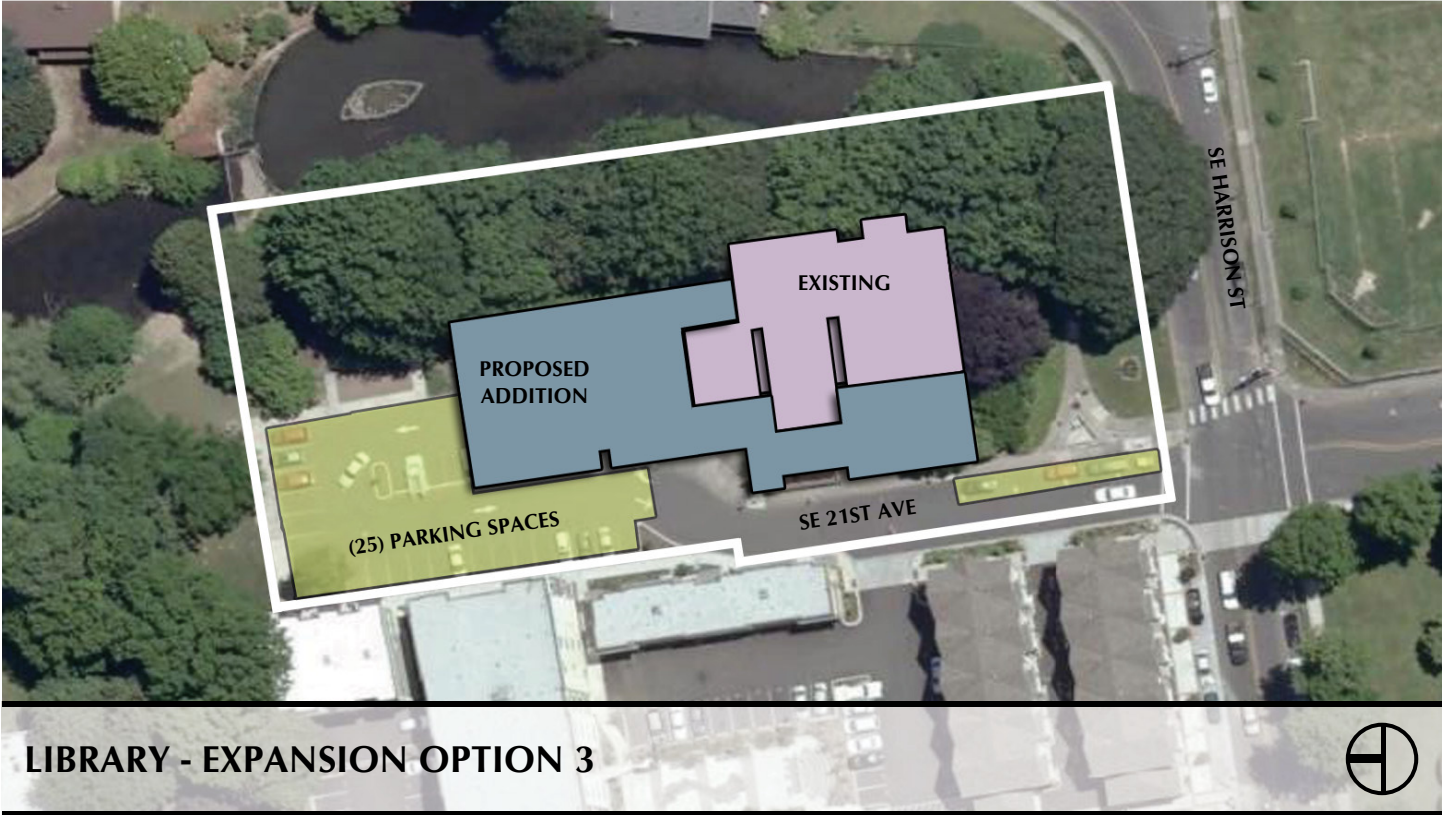 SE HARRISON ST
EXISTING
PROPOSED
ADDITION
SE 21ST AVE
(25) PARKING SPACES
LIBRARY - EXPANSION OPTION 3